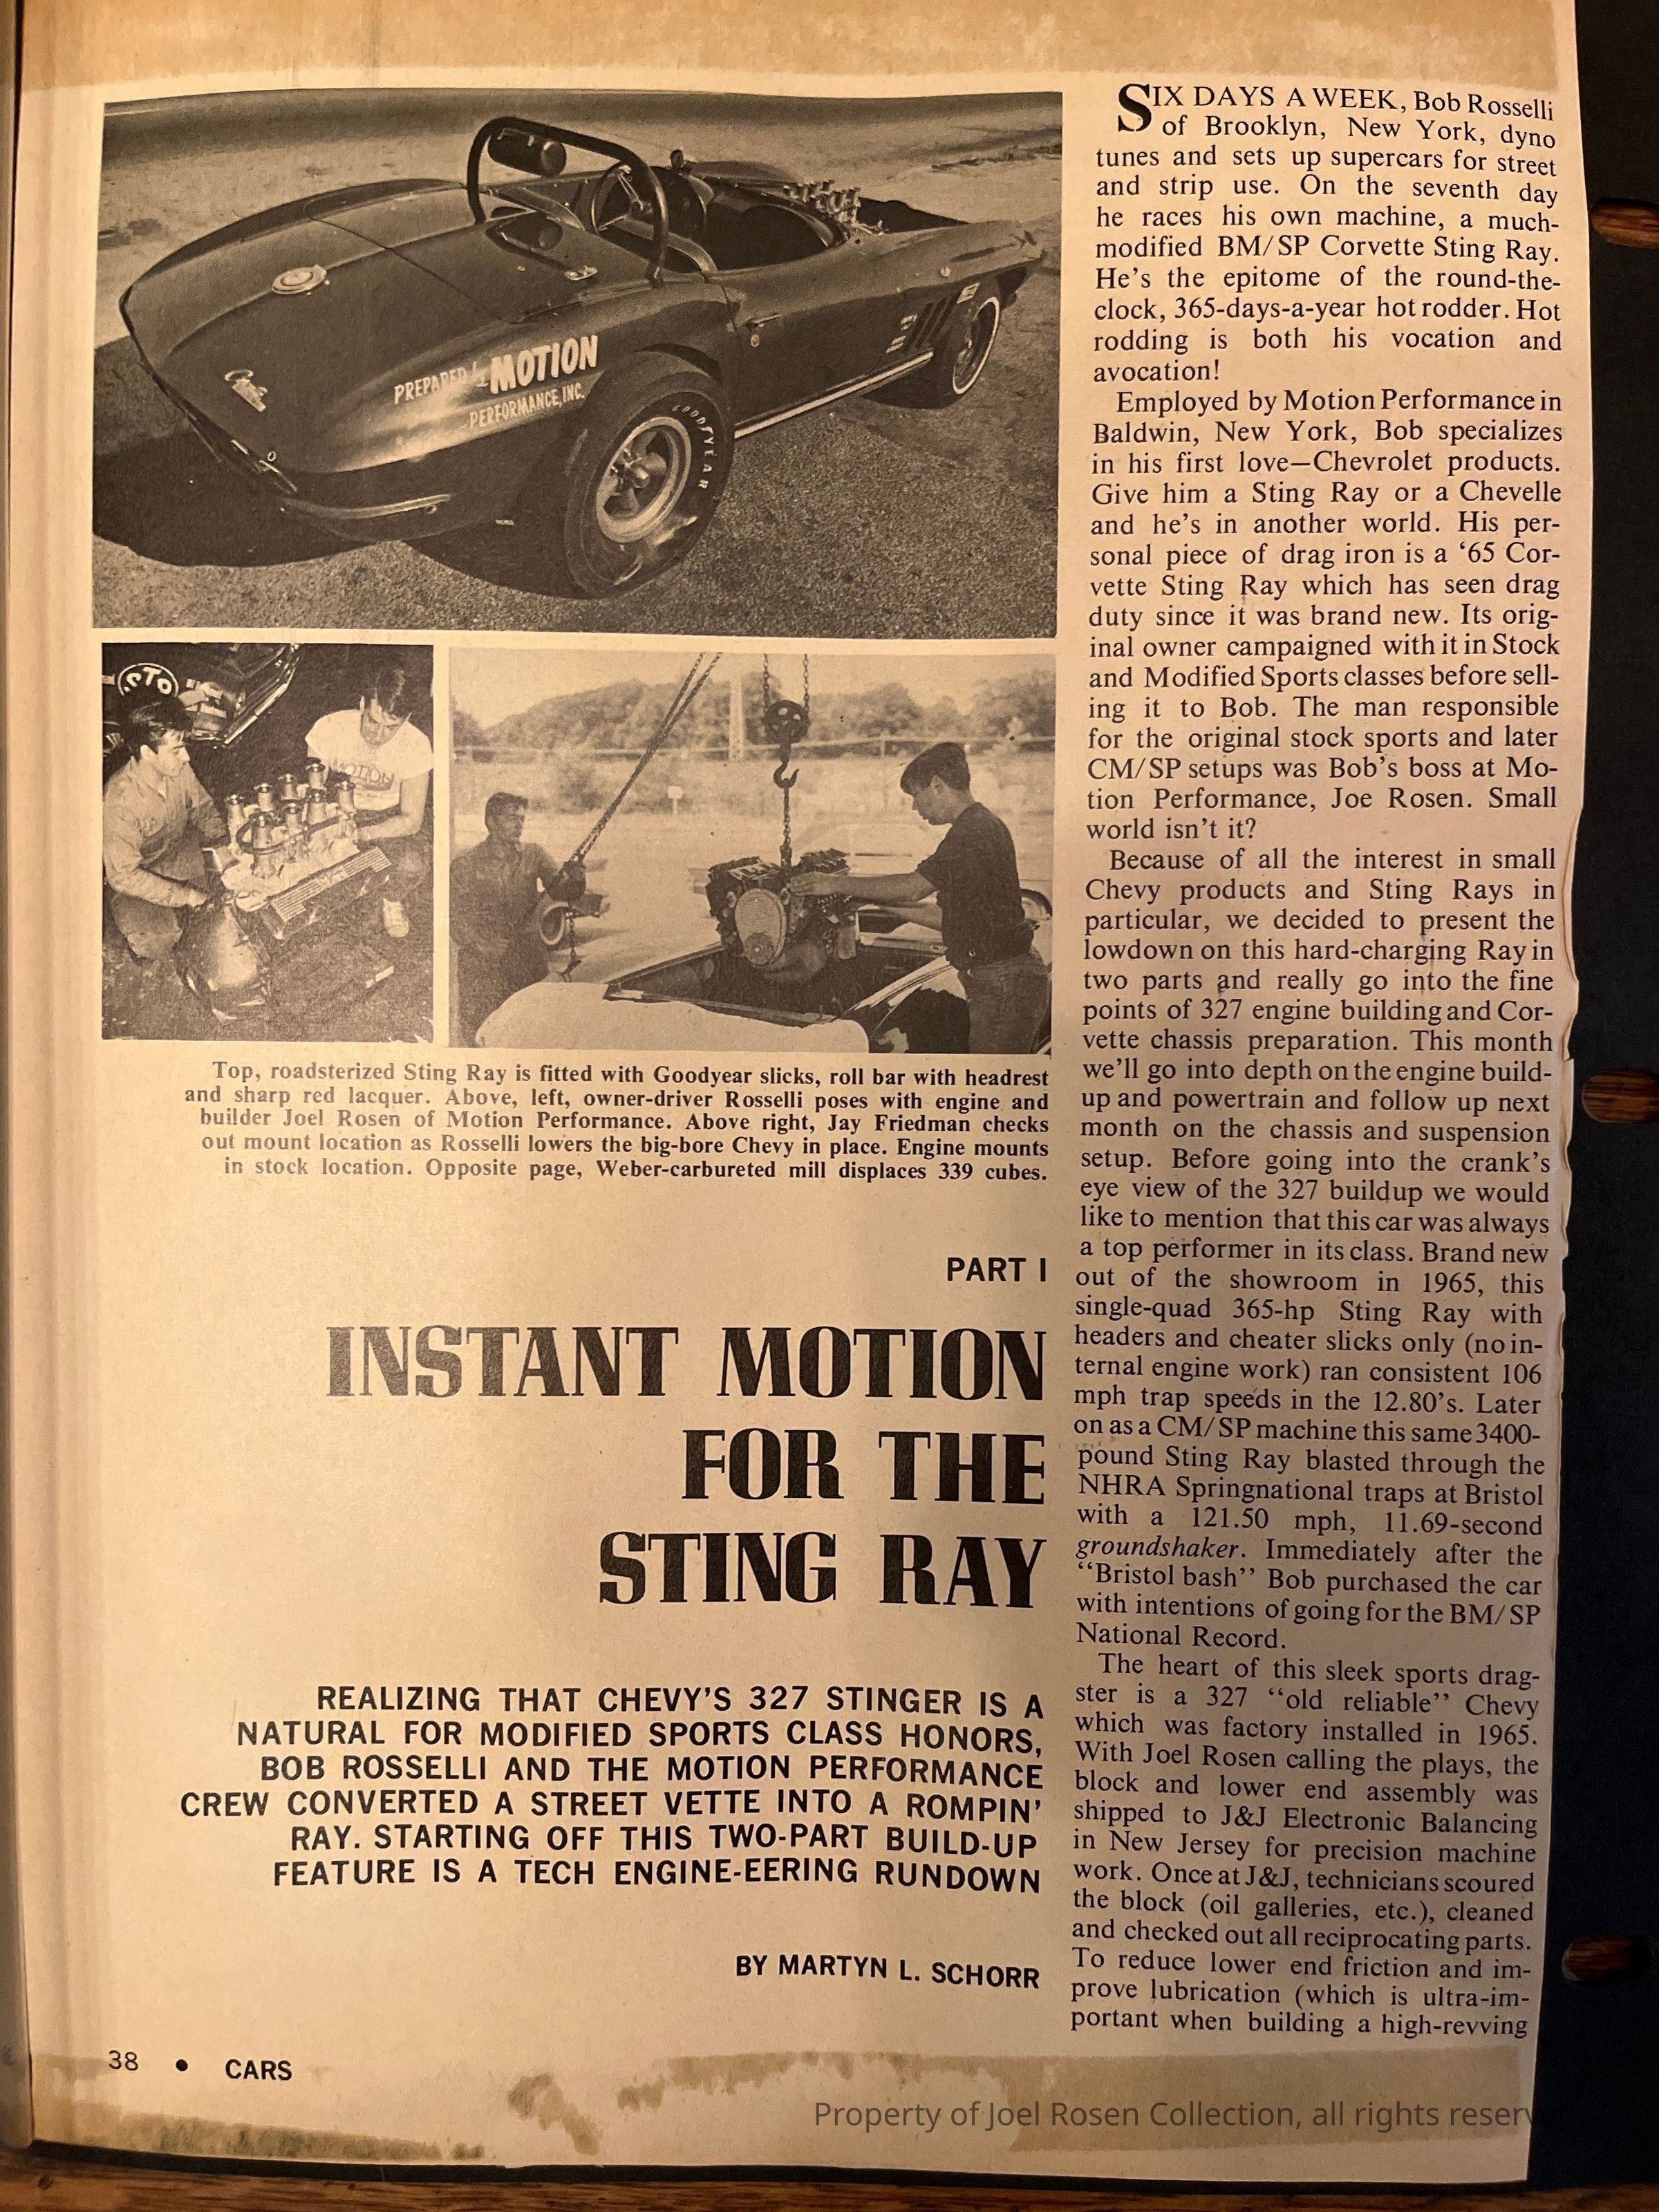 PREPARED by MOTION
PERFORMANCE, INC.
GOODYEAR
MOTION
Top, roadsterized Sting Ray is fitted with Goodyear slicks, roll bar with headrest
and sharp red lacquer. Above, left, owner-driver Rosselli poses with engine and
builder Joel Rosen of Motion Performance. Above right, Jay Friedman checks
out mount location as Rosselli lowers the big-bore Chevy in place. Engine mounts
in stock location. Opposite page, Weber-carbureted mill displaces 339 cubes.
PART I
INSTANT MOTION
FOR THE
STING RAY
REALIZING THAT CHEVY'S 327 STINGER IS A
NATURAL FOR MODIFIED SPORTS CLASS HONORS,
BOB ROSSELLI AND THE MOTION PERFORMANCE
CREW CONVERTED A STREET VETTE INTO A ROMPIN'
RAY. STARTING OFF THIS TWO-PART BUILD-UP
FEATURE IS A TECH ENGINE-EERING RUNDOWN
BY MARTYN L. SCHORR
SIX DAYS A WEEK, Bob Rosselli
of Brooklyn, New York, dyno
tunes and sets up supercars for street
and strip use. On the seventh day
he races his own machine, a much-
modified BM/SP Corvette Sting Ray.
He's the epitome of the round-the-
clock, 365-days-a-year hot rodder. Hot
rodding is both his vocation and
avocation!
Employed by Motion Performance in
Baldwin, New York, Bob specializes
in his first love—Chevrolet products.
Give him a Sting Ray or a Chevelle
and he's in another world. His per-
sonal piece of drag iron is a ‘65 Cor-
vette Sting Ray which has seen drag
duty since it was brand new. Its orig-
inal owner campaigned with it in Stock
and Modified Sports classes before sell-
ing it to Bob. The man responsible
for the original stock sports and later
CM/SP setups was Bob's boss at Mo-
tion Performance, Joe Rosen. Small
world isn't it?
Because of all the interest in small
Chevy products and Sting Rays in
particular, we decided to present the
lowdown on this hard-charging Ray in
two parts and really go into the fine
points of 327 engine building and Cor-
vette chassis preparation. This month
we'll go into depth on the engine build-
up and powertrain and follow up next
month on the chassis and suspension
setup. Before going into the crank's
eye view of the 327 buildup we would
like to mention that this car was always
a top performer in its class. Brand new
out of the showroom in 1965, this
single-quad 365-hp Sting Ray with
headers and cheater slicks only (no in-
ternal engine work) ran consistent 106
mph trap speeds in the 12.80's. Later
on as a CM/SP machine this same 3400-
pound Sting Ray blasted through the
NHRA Springnational traps at Bristol
with a 121.50 mph, 11.69-second
groundshaker. Immediately after the
"Bristol bash" Bob purchased the car
with intentions of going for the BM/SP
National Record.
The heart of this sleek sports drag-
ster is a 327 "old reliable" Chevy
which was factory installed in 1965.
With Joel Rosen calling the plays, the
block and lower end assembly was
shipped to J&J Electronic Balancing
in New Jersey for precision machine
work. Once at J&J, technicians scoured
the block (oil galleries, etc.), cleaned
and checked out all reciprocating parts.
To reduce lower end friction and im-
prove lubrication (which is ultra-im-
portant when building a high-revving
38 • CARS
Property of Joel Rosen Collection, all rights reserv